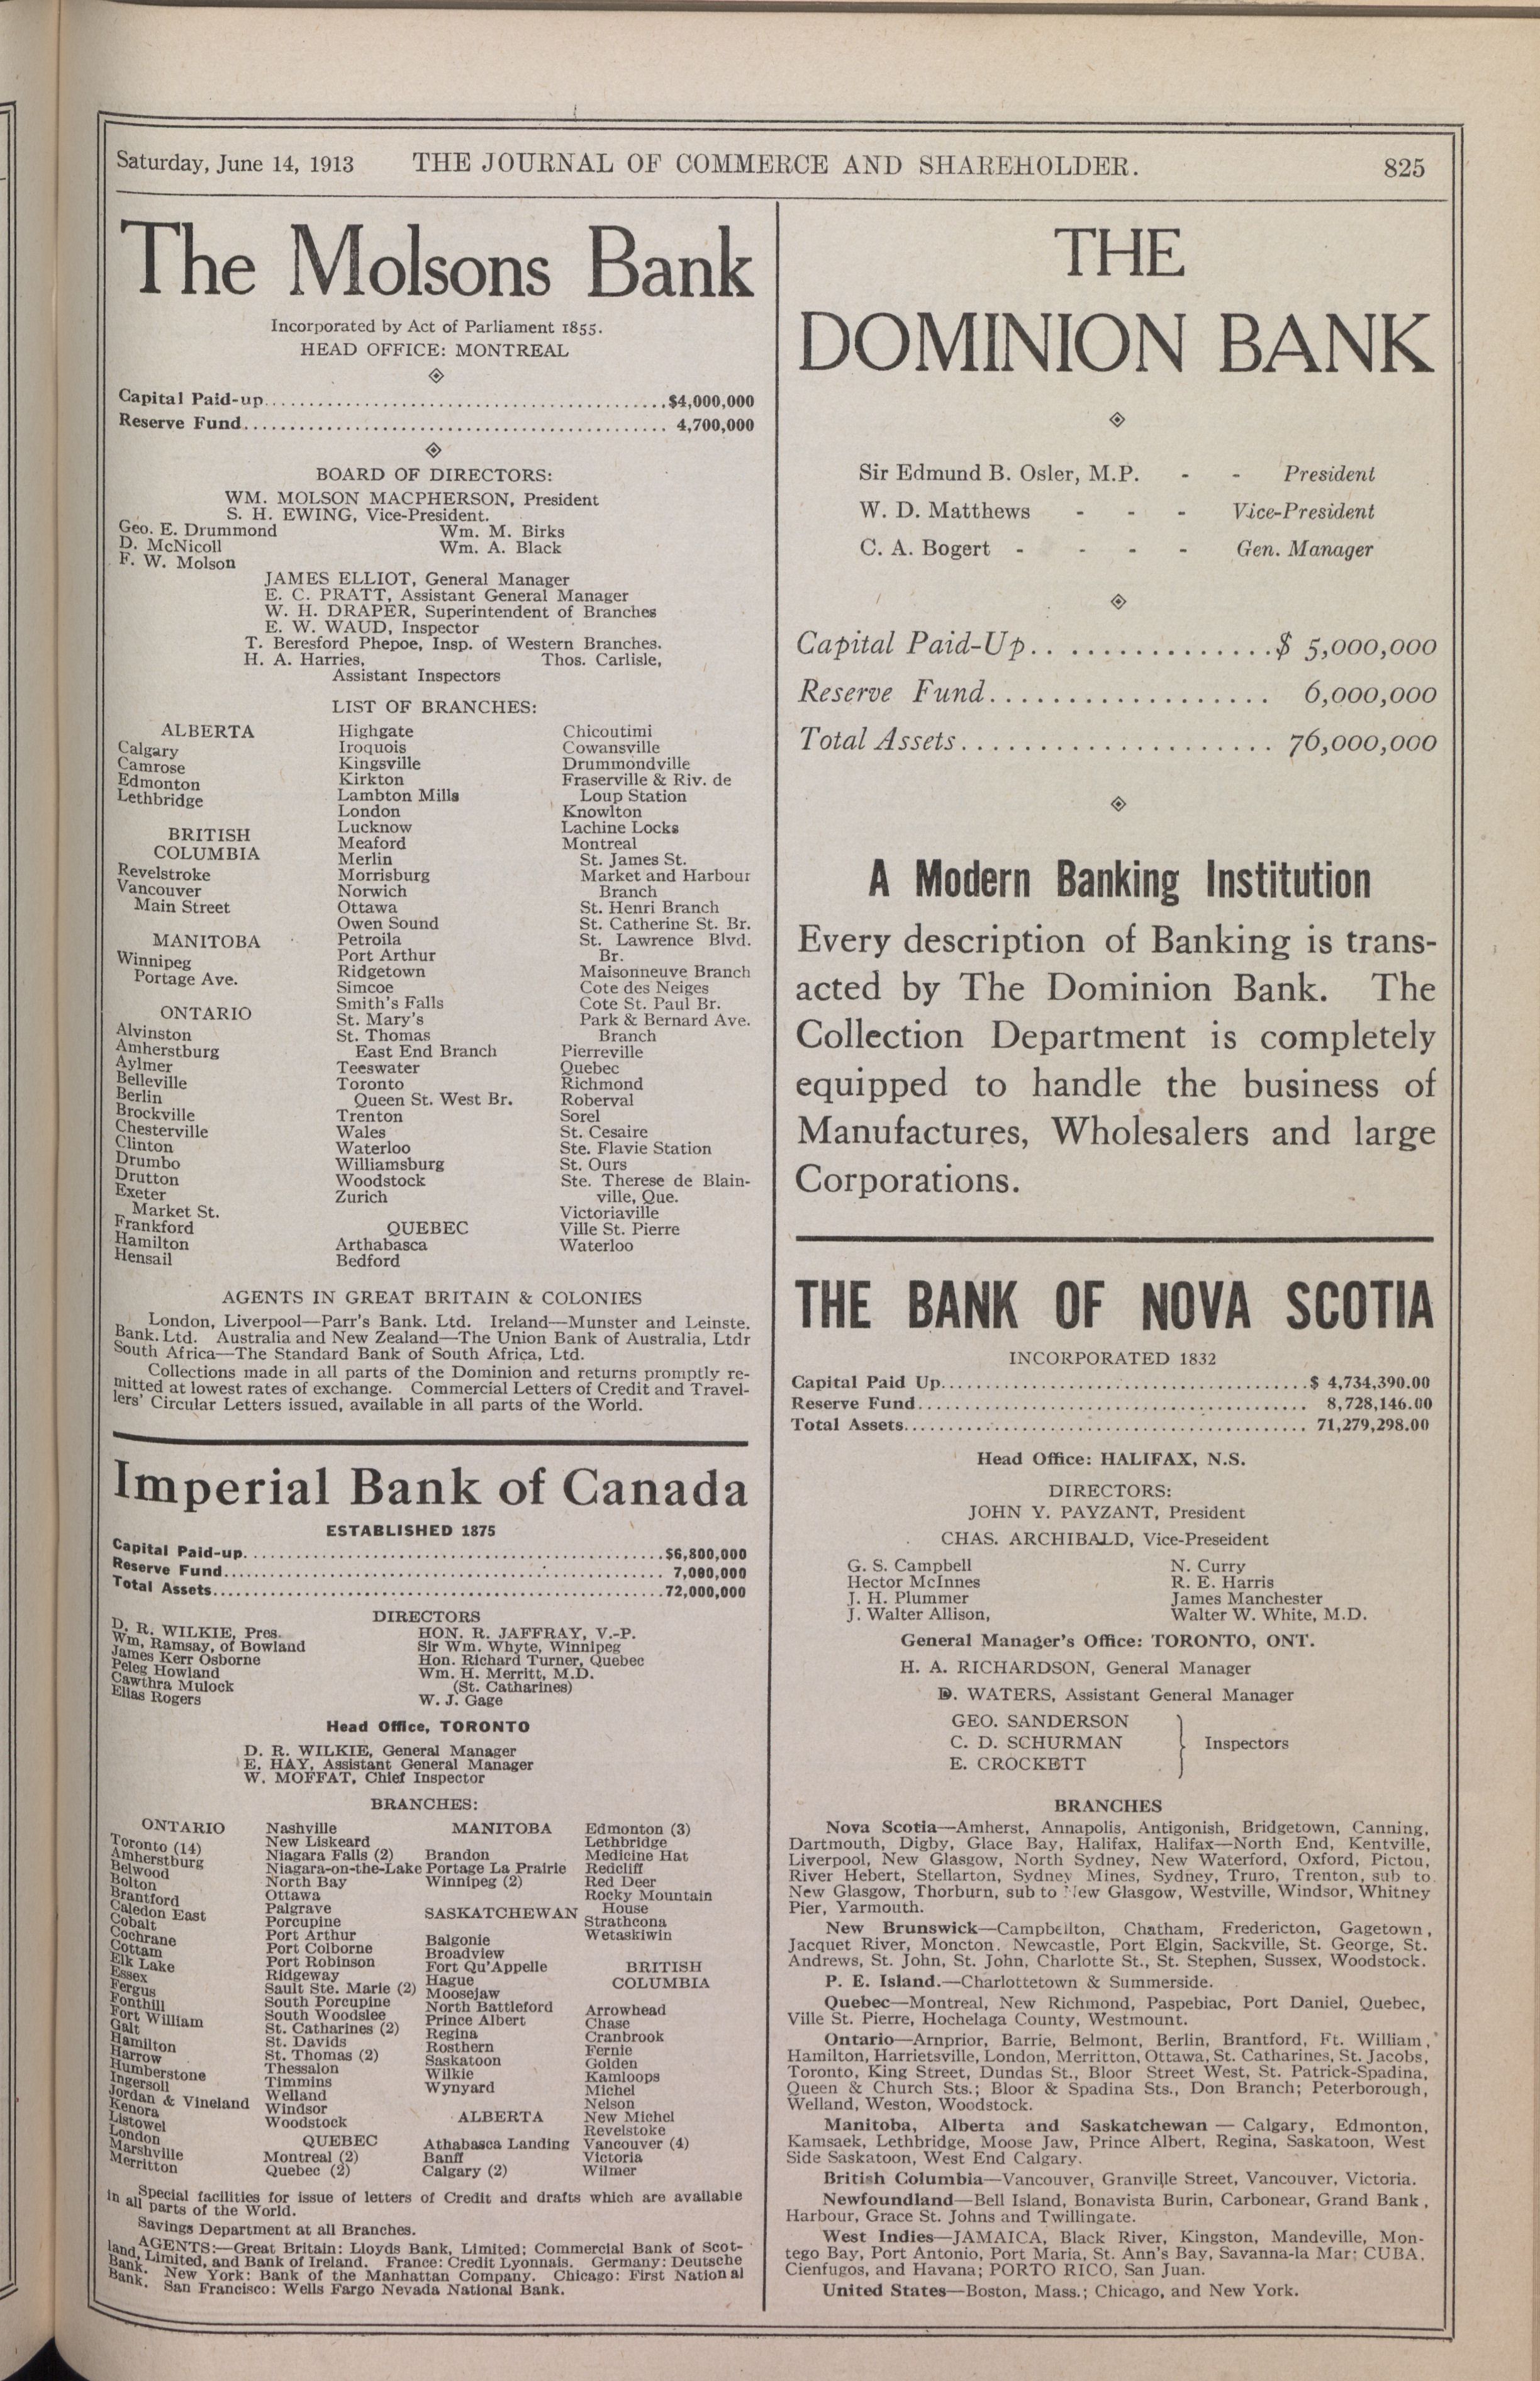 Saturday, June 14, 1913 THE JOURNAL OF COMMERCE AND SHAREHOLDER. 825
The Molsons Bank
Incorporated by Act of Parliament 1855.
HEAD OFFICE: MONTREAL
Capital Paid-up............................................$4,000,000
Reserve Fund............................................... 4,700,000
BOARD OF DIRECTORS:
WM. MOLSON MACPHERSON, President
S. H. EWING, Vice-President.
Geo. E. Drummond Wm. M. Birks
D. McNicoll Wm. A. Black
F. W. Molson
JAMES ELLIOT, General Manager
E. C. PRATT, Assistant General Manager
W. H. DRAPER, Superintendent of Branches
E. W. WAUD, Inspector
T. Beresford Phepoe, Insp. of Western Branches.
H. A. Harries, Thos. Carlisle,
Assistant Inspectors
LIST OF BRANCHES:
ALBERTA
Calgary
Camrose
Edmonton
Lethbridge
BRITISH
COLUMBIA
Revelstroke
Vancouver
Main Street
MANITOBA
Winnipeg
Portage Ave.
ONTARIO
Alvinston
Amherstburg
Aylmer
Belleville
Berlin
Brockville
Chesterville
Clinton
Drumbo
Drutton
Exeter
Market St.
Frankford
Hamilton
Hensail
Highgate
Iroquois
Kingsville
Kirkton
Lambton Mills
London
Lucknow
Meaford
Merlin
Morrisburg
Norwich
Ottawa
Owen Sound
Petroila
Port Arthur
Ridgetown
Simcoe
Smith's Falls
St. Mary's
St. Thomas
East End Branch
Teeswater
Toronto
Queen St. West Br.
Trenton
Wales
Waterloo
Williamsburg
Woodstock
Zurich
QUEBEC
Arthabasca
Bedford
Chicoutimi
Cowansville
Drummondville
Fraserville & Riv. de
Loup Station
Knowlton
Lachine Locks
Montreal
St. James St.
Market and Harbour
Branch
St. Henri Branch
St. Catherine St. Br.
St. Lawrence Blvd.
Br.
Maisonneuve Branch
Cote des Neiges
Cote St. Paul Br.
Park & Bernard Ave.
Branch
Pierreville
Quebec
Richmond
Roberval
Sorel
St. Cesaire
Ste. Flavie Station
St. Ours
Ste. Therese de Blain-
ville, Que.
Victoriaville
Ville St. Pierre
Waterloo
AGENTS IN GREAT BRITAIN & COLONIES
London, Liverpool—Parr's Bank. Ltd. Ireland—Munster and Leinste.
Bank. Ltd. Australia and New Zealand—The Union Bank of Australia, Ltdr
South Africa—The Standard Bank of South Africa, Ltd.
Collections made in all parts of the Dominion and returns promptly re-
mitted at lowest rates of exchange. Commercial Letters of Credit and Travel-
lers' Circular Letters issued, available in all parts of the World.
Imperial Bank of Canada
ESTABLISHED 1875
Capital Paid-up..............................................$6,800,000
Reserve Fund................................................ 7,000,000
Total Assets.................................................72,000,000
DIRECTORS
D. R. WILKIE, Pres. HON. R. JAFFRAY, V.-P.
Wm, Ramsay, of Bowland Sir Wm. Whyte, Winnipeg
James Kerr Osborne Hon. Richard Turner, Quebec
Peleg Howland Wm. H. Merritt, M.D.
Cawthra Mulock (St. Catharines)
Elias Rogers W. J. Gage
Head Office, TORONTO
D. R. WILKIE, General Manager
E. HAY, Assistant General Manager
W. MOFFAT, Chief Inspector
BRANCHES:
ONTARIO
Toronto (14)
Amherstburg
Belwood
Bolton
Brantford
Caledon East
Cobalt
Cochrane
Cottam
Elk Lake
Essex
Fergus
Fonthill
Fort William
Galt
Hamilton
Harrow
Humberstone
Ingersoll
Jordan & Vineland
Kenora
Listowel
London
Marshville
Merritton
Nashville
New Liskeard
Niagara Falls (2)
Niagara-on-the-Lake
North Bay
Ottawa
Palgrave
Porcupine
Port Arthur
Port Colborne
Port Robinson
Ridgeway
Sault Ste. Marie (2)
South Porcupine
South Woodslee
St. Catharines (2)
St. Davids
St. Thomas (2)
Thessalon
Timmins
Welland
Windsor
Woodstock
QUEBEC
Montreal (2)
Quebec (2)
MANITOBA
Brandon
Portage La Prairie
Winnipeg (2)
SASKATCHEWAN
Balgonie
Broadview
Fort Qu'Appelle
Hague
Moosejaw
North Battleford
Prince Albert
Regina
Rosthern
Saskatoon
Wilkie
Wynyard
ALBERTA
Athabasca Landing
Banff
Calgary (2)
Edmonton (3)
Lethbridge
Medicine Hat
Redcliff
Red Deer
Rocky Mountain
House
Strathcona
Wetaskiwin
BRITISH
COLUMBIA
Arrowhead
Chase
Cranbrook
Fernie
Golden
Kamloops
Michel
Nelson
New Michel
Revelstoke
Vancouver (4)
Victoria
Wilmer
Special facilities for issue of letters of Credit and drafts which are available
in all parts of the World.
Savings Department at all Branches.
AGENTS:—Great Britain: Lloyds Bank, Limited; Commercial Bank of Scot-
land, Limited, and Bank of Ireland. France: Credit Lyonnais. Germany: Deutsche
Bank. New York: Bank of the Manhattan Company. Chicago: First National
Bank. San Francisco: Wells Fargo Nevada National Bank.
THE
DOMINION BANK
Sir Edmund B. Osler, M.P. - - President
W. D. Matthews - - - Vice-President
C. A. Bogert - - - - Gen. Manager
Capital Paid-Up.. ..............$ 5,000,000
Reserve Fund.................. 6,000,000
Total Assets.................... 76,000,000
A Modern Banking Institution
Every description of Banking is trans-
acted by The Dominion Bank. The
Collection Department is completely
equipped to handle the business of
Manufactures, Wholesalers and large
Corporations.
THE BANK OF NOVA SCOTIA
INCORPORATED 1832
Capital Paid Up.........................................$ 4,734,390.00
Reserve Fund........................................... 8,728,146.00
Total Assets............................................ 71,279,298.00
Head Office: HALIFAX, N.S.
DIRECTORS:
JOHN Y. PAYZANT, President
CHAS. ARCHIBALD, Vice-Preseident
G. S. Campbell N. Curry
Hector McInnes R. E. Harris
J. H. Plummer James Manchester
J. Walter Allison, Walter W. White, M.D.
General Manager's Office: TORONTO, ONT.
H. A. RICHARDSON, General Manager
D. WATERS, Assistant General Manager
GEO. SANDERSON
C. D. SCHURMAN Inspectors
E. CROCKETT
BRANCHES
Nova Scotia—Amherst, Annapolis, Antigonish, Bridgetown, Canning,
Dartmouth, Digby, Glace Bay, Halifax, Halifax—North End, Kentville,
Liverpool, New Glasgow, North Sydney, New Waterford, Oxford, Pictou,
River Hebert, Stellarton, Sydney Mines, Sydney, Truro, Trenton, sub to
New Glasgow, Thorburn, sub to New Glasgow, Westville, Windsor, Whitney
Pier, Yarmouth.
New Brunswick—Campbellton, Chatham, Fredericton, Gagetown,
Jacquet River, Moncton. Newcastle, Port Elgin, Sackville, St. George, St.
Andrews, St. John, St. John, Charlotte St., St. Stephen, Sussex, Woodstock.
P. E. Island.—Charlottetown & Summerside.
Quebec—Montreal, New Richmond, Paspebiac, Port Daniel, Quebec,
Ville St. Pierre, Hochelaga County, Westmount.
Ontario—Arnprior, Barrie, Belmont, Berlin, Brantford, Ft. William,
Hamilton, Harrietsville, London, Merritton, Ottawa, St. Catharines, St. Jacobs,
Toronto, King Street, Dundas St., Bloor Street West, St. Patrick-Spadina,
Queen & Church Sts.; Bloor & Spadina Sts., Don Branch; Peterborough,
Welland, Weston, Woodstock.
Manitoba, Alberta and Saskatchewan — Calgary, Edmonton,
Kamsaek, Lethbridge, Moose Jaw, Prince Albert, Regina, Saskatoon, West
Side Saskatoon, West End Calgary.
British Columbia—Vancouver, Granville Street, Vancouver, Victoria.
Newfoundland—Bell Island, Bonavista Burin, Carbonear, Grand Bank,
Harbour, Grace St. Johns and Twillingate.
West Indies—JAMAICA, Black River, Kingston, Mandeville, Mon-
tego Bay, Port Antonio, Port Maria, St. Ann's Bay, Savanna-la Mar; CUBA,
Cienfugos, and Havana; PORTO RICO, San Juan.
United States—Boston, Mass.; Chicago, and New York.